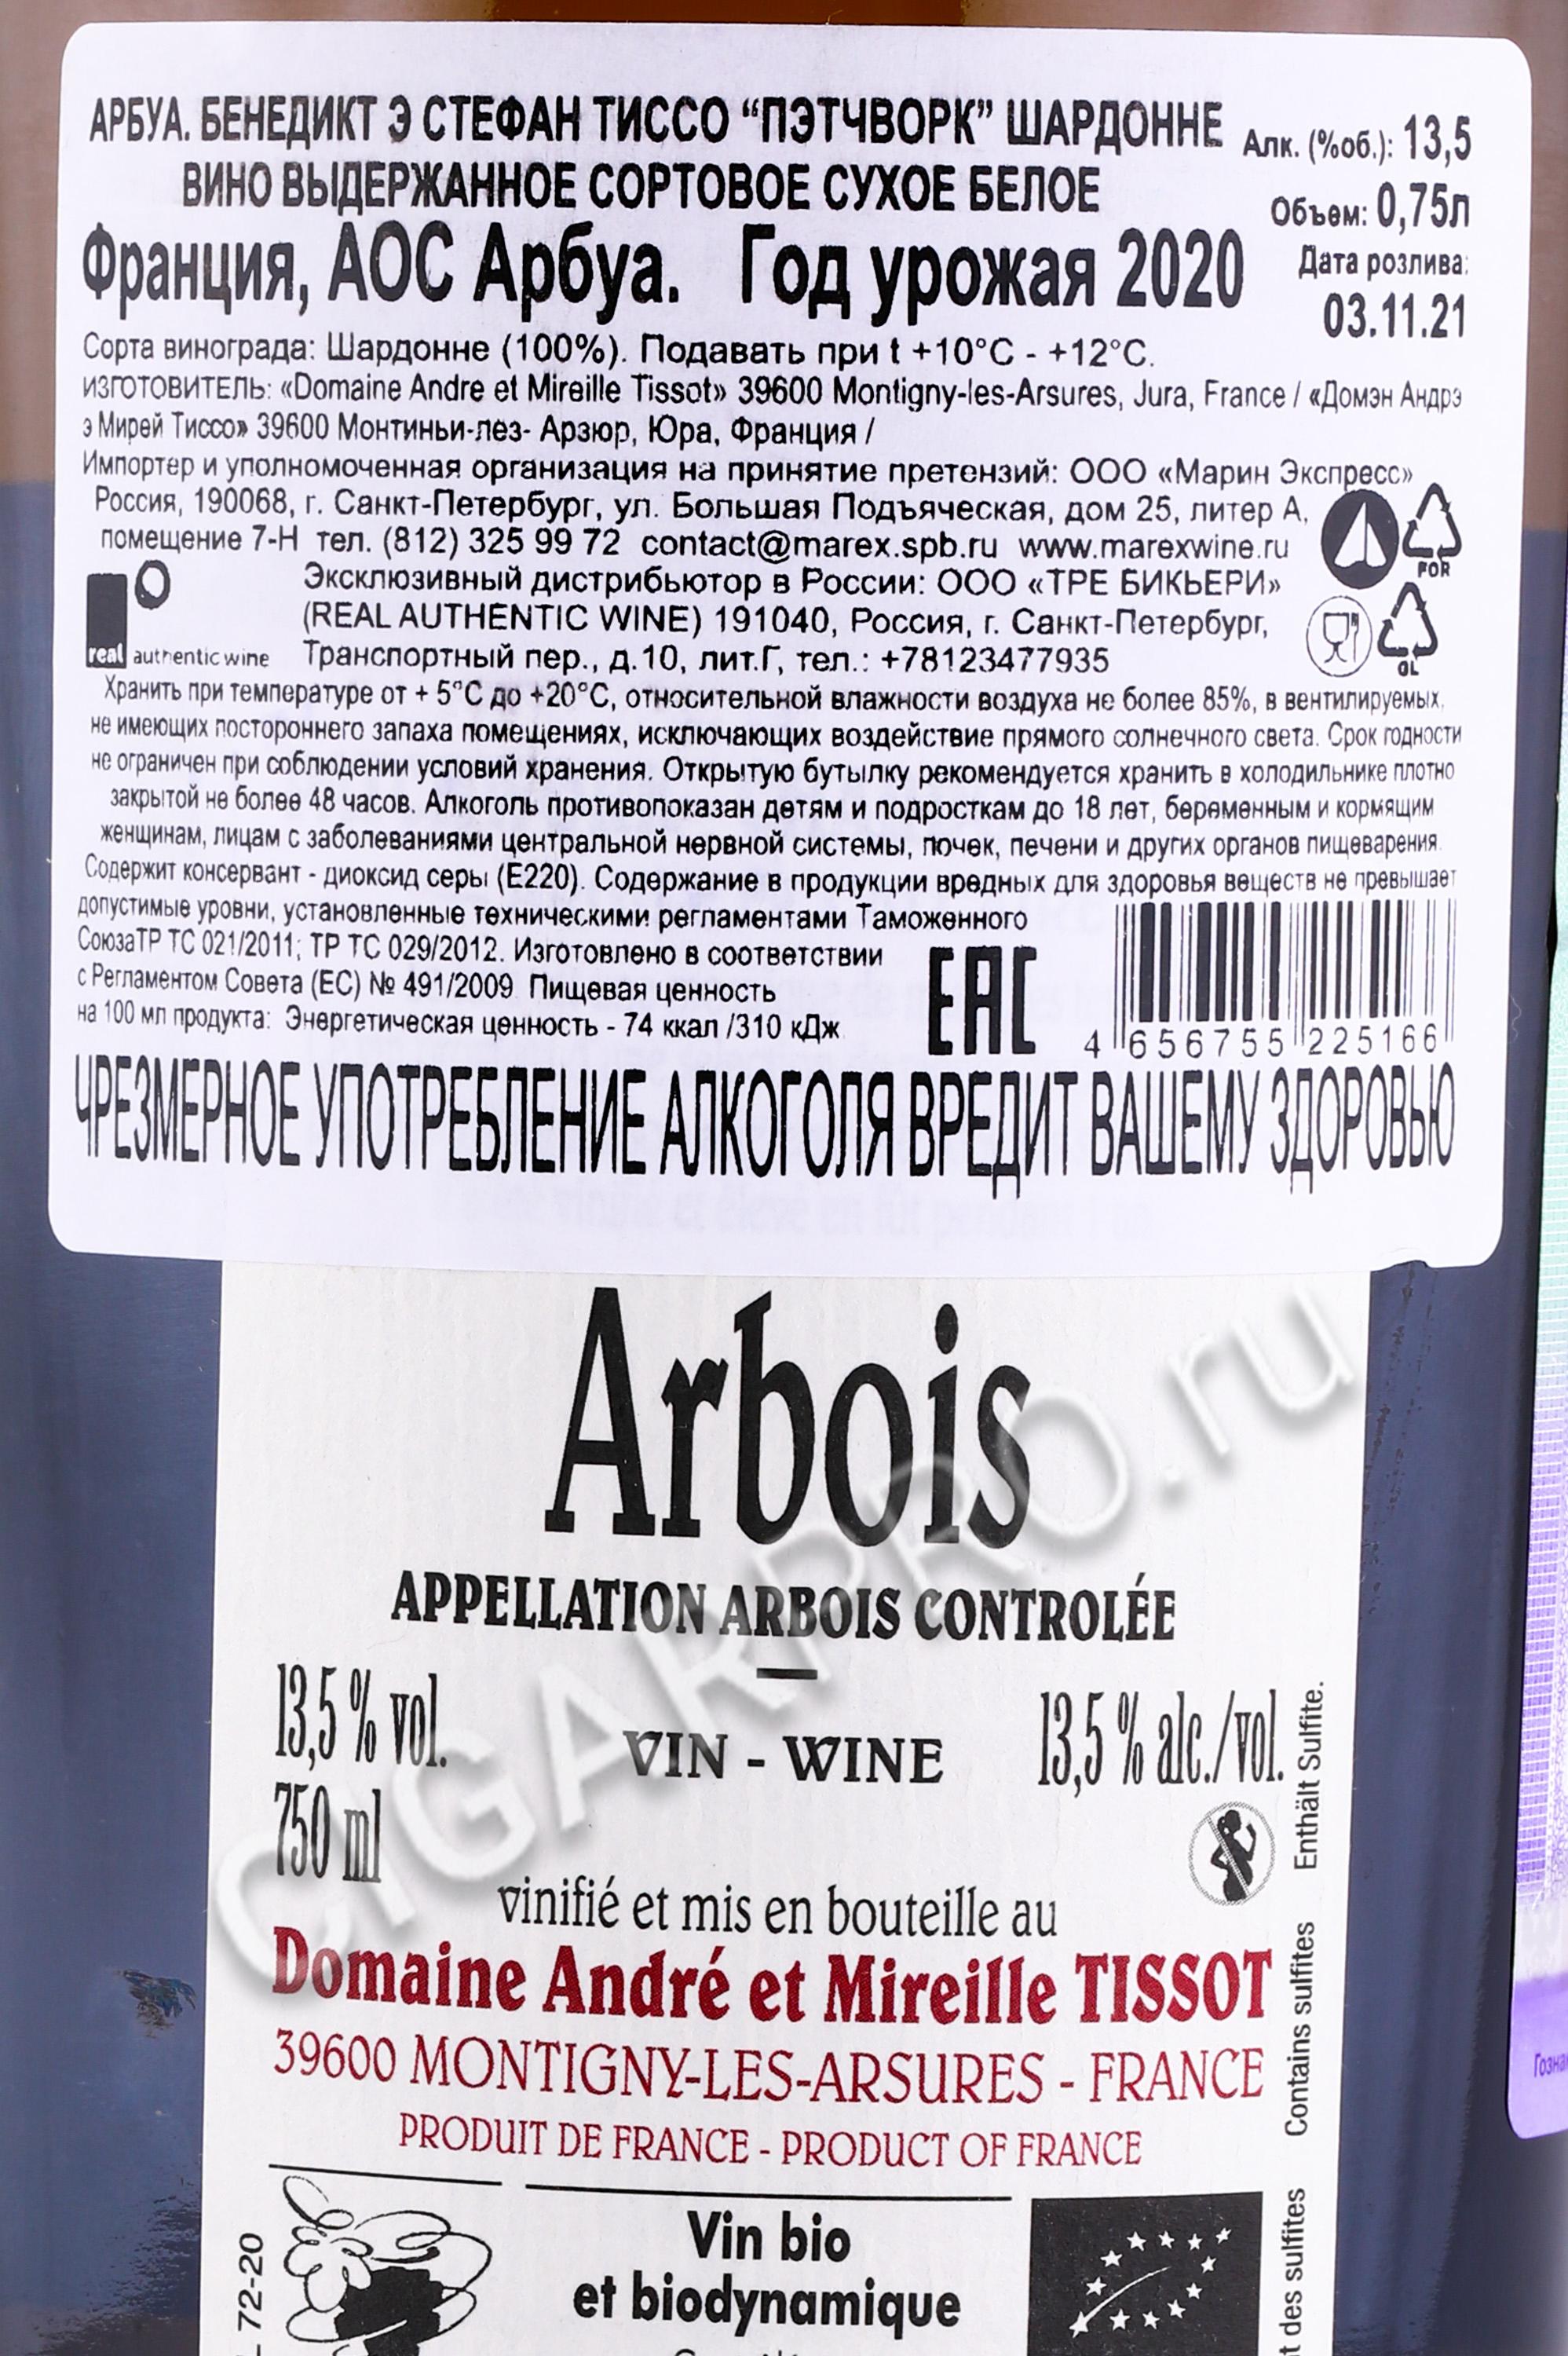 АРБУА. БЕНЕДИКТ Э СТЕФАН ТИССО “ПЭТЧВОРК” ШАРДОННЕ
ВИНО ВЫДЕРЖАННОЕ СОРТОВОЕ СУХОЕ БЕЛОЕ
Франция, АОС Арбуа. Год урожая 2020
Алк. (%об.): 13,5
Объем: 0,75л
Дата розлива:
03.11.21
Сорта винограда: Шардонне (100%). Подавать при t +10°C - +12°C.
ИЗГОТОВИТЕЛЬ: «Domaine Andre et Mireille Tissot» 39600 Montigny-les-Arsures, Jura, France / «Домэн Андрэ
э Мирей Тиссо» 39600 Монтиньи-лез- Арзюр, Юра, Франция /
Импортер и уполномоченная организация на принятие претензий: ООО «Марин Экспресс»
Россия, 190068, г. Санкт-Петербург, ул. Большая Подъяческая, дом 25, литер А,
помещение 7-Н тел. (812) 325 99 72 contact@marex.spb.ru www.marexwine.ru
FOR
Эксклюзивный дистрибьютор в России: ООО «ТРЕ БИКЬЕРИ»
(REAL AUTHENTIC WINE) 191040, Россия, г. Санкт-Петербург,
real authentic wine
Транспортный пер., д.10, лит.Г, тел.: +78123477935
GL
Хранить при температуре от + 5°C до +20°C, относительной влажности воздуха не более 85%, в вентилируемых,
не имеющих постороннего запаха помещениях, исключающих воздействие прямого солнечного света. Срок годности
не ограничен при соблюдении условий хранения. Открытую бутылку рекомендуется хранить в холодильнике плотно
закрытой не более 48 часов. Алкоголь противопоказан детям и подросткам до 18 лет, беременным и кормящим
женщинам, лицам с заболеваниями центральной нервной системы, почек, печени и других органов пищеварения.
Содержит консервант - диоксид серы (Е220). Содержание в продукции вредных для здоровья веществ не превышает
допустимые уровни, установленные техническими регламентами Таможенного
СоюзаТР ТС 021/2011; ТР ТС 029/2012. Изготовлено в соответствии
с Регламентом Совета (ЕС) № 491/2009 Пищевая ценность
на 100 мл продукта: Энергетическая ценность - 74 ккал /310 кДж
EAC
4 656755 225166
ЧРЕЗМЕРНОЕ УПОТРЕБЛЕНИЕ АЛКОГОЛЯ ВРЕДИТ ВАШЕМУ ЗДОРОВЬЮ
Arbois
APPELLATION ARBOIS CONTROLÉE
13,5 % vol.
VIN - WINE
13,5 % alc./vol.
750 ml
vinifié et mis en bouteille au
Domaine André et Mireille TISSOT
39600 MONTIGNY-LES-ARSURES - FRANCE
PRODUIT DE FRANCE - PRODUCT OF FRANCE
Vin bio
et biodynamique
72-20
Enthält Sulfite.
Contains sulfites
des sulfites
CIGARPRO.ru